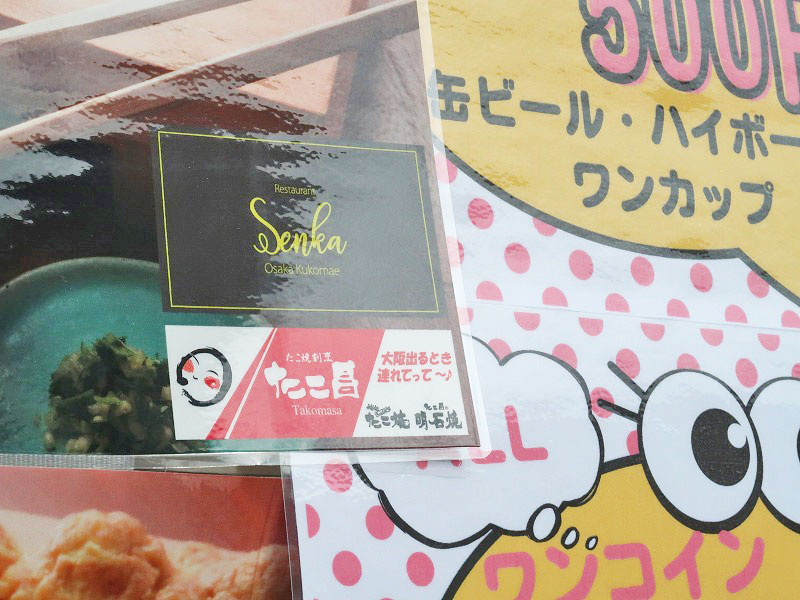 Restaurant
Senka
Osaka Kukomae
たこ焼割烹
たこ昌
Takomasa
大阪出るとき
連れてって～♪
たこ焼
明石焼
缶ビール・ハイボー
ワンカップ
ワンコイン